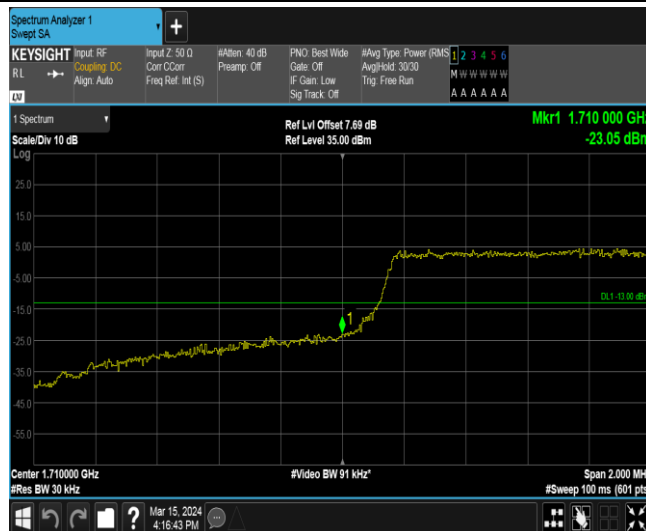 Spectrum Analyzer 1
Swept SA
KEYSIGHT
RL
Input: RF
Coupling: DC
Align: Auto
Input Z: 50 Ω
Corr CCorr
Freq Ref: Int (S)
#Atten: 40 dB
Preamp: Off
PNO: Best Wide
Gate: Off
IF Gain: Low
Sig Track: Off
#Avg Type: Power (RMS
Avg|Hold: 30/30
Trig: Free Run
1 2 3 4 5 6
M W W W W W
A A A A A A
1 Spectrum
Scale/Div 10 dB
Log
Ref Lvl Offset 7.69 dB
Ref Level 35.00 dBm
Mkr1 1.710 000 GHz
-23.05 dBm
25.0
15.0
5.00
-5.00
-15.0
-25.0
-35.0
-45.0
-55.0
DL1 -13.00 dBm
1
Center 1.710000 GHz
#Res BW 30 kHz
#Video BW 91 kHz*
Span 2.000 MH
#Sweep 100 ms (601 pts
?
Mar 15, 2024
4:16:43 PM